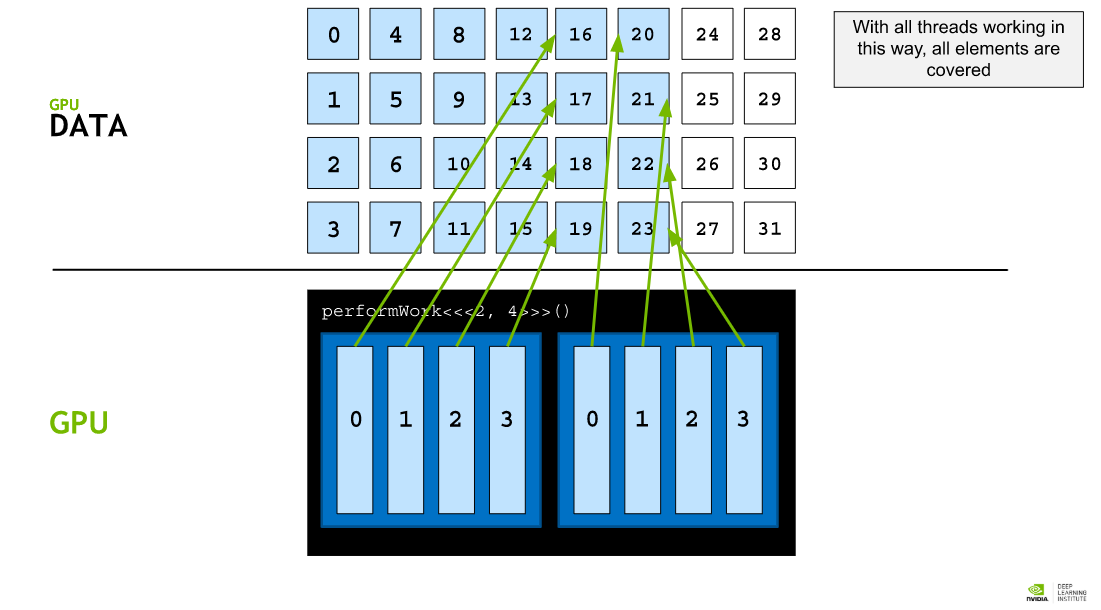 0 4 8 12 16 20 24 28
1 5 9 13 17 21 25 29
2 6 10 14 18 22 26 30
3 7 11 15 19 23 27 31
With all threads working in
this way, all elements are
covered
GPU
DATA
performWork<<<2, 4>>>()
GPU
0 1 2 3 0 1 2 3
NVIDIA
DEEP
LEARNING
INSTITUTE